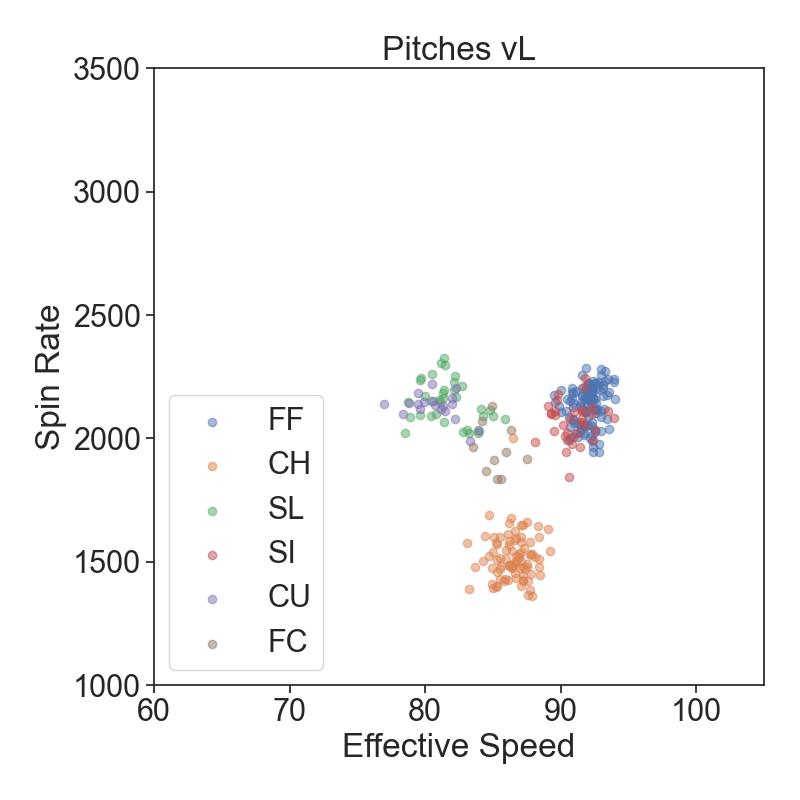 Pitches vL
3500
3000
2500
2000
1500
1000
Spin Rate
FF
CH
SL
SI
CU
FC
60 70 80 90 100
Effective Speed